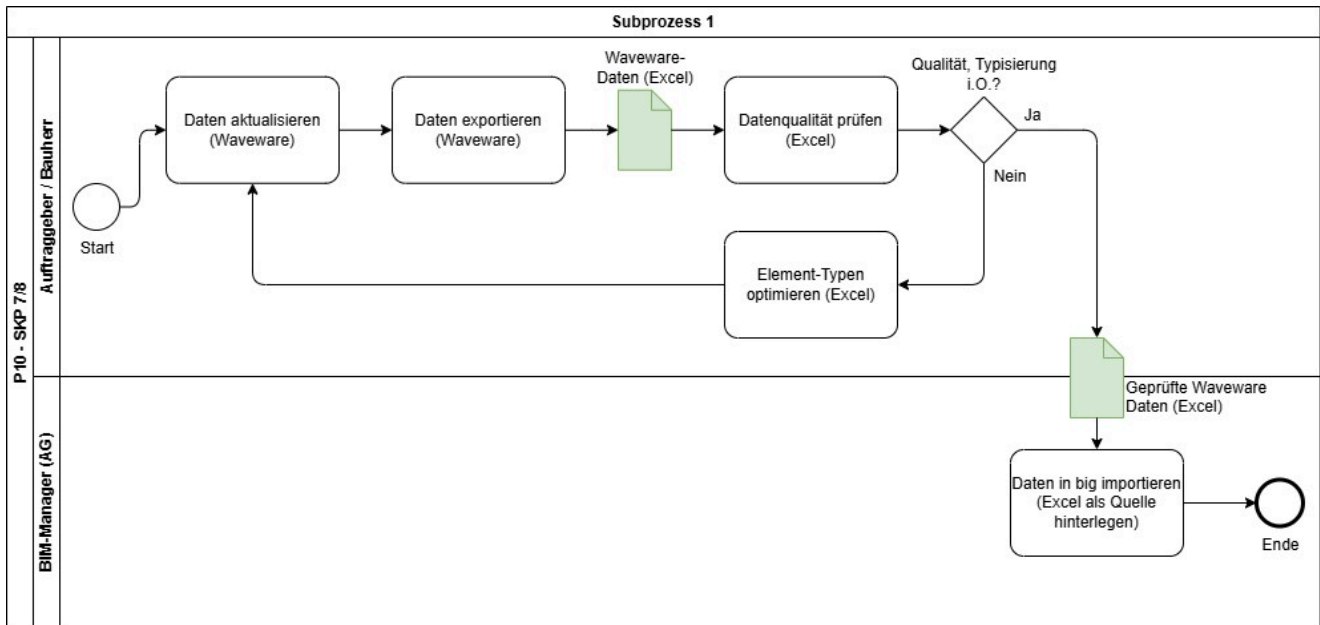 Subprozess 1
P10 - SKP 7/8
Auftraggeber / Bauherr
Start
Daten aktualisieren
(Waveware)
Daten exportieren
(Waveware)
Waveware-
Daten (Excel)
Datenqualität prüfen
(Excel)
Qualität, Typisierung
i.O.?
Ja
Nein
Element-Typen
optimieren (Excel)
Geprüfte Waveware
Daten (Excel)
BIM-Manager (AG)
Daten in big importieren
(Excel als Quelle
hinterlegen)
Ende